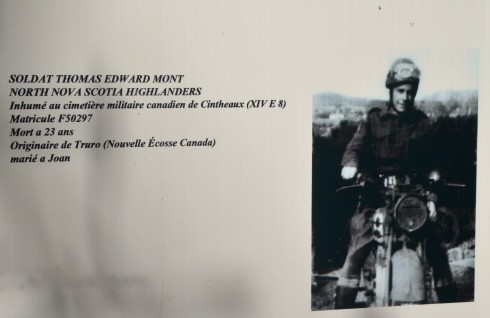 SOLDAT THOMAS EDWARD MONT
NORTH NOVA SCOTIA HIGHLANDERS
Inhumé au cimetière militaire canadien de Cintheaux (XIV E 8)
Matricule F50297
Mort a 23 ans
Originaire de Truro (Nouvelle Écosse Canada)
marié a Joan